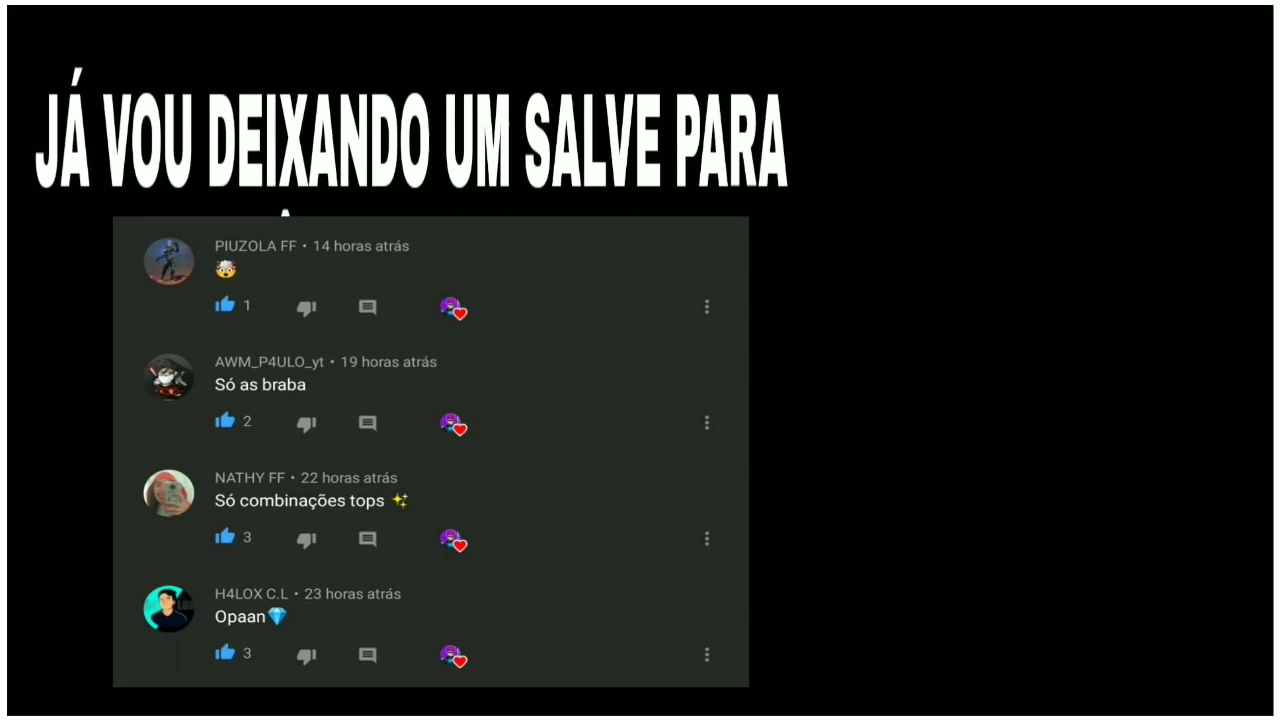 JÁ VOU DEIXANDO UM SALVE PARA
PIUZOLA FF • 14 horas atrás
🤯
1
AWM_P4ULO_yt • 19 horas atrás
Só as braba
2
NATHY FF • 22 horas atrás
Só combinações tops ✨
3
H4LOX C.L • 23 horas atrás
Opaan💎
3